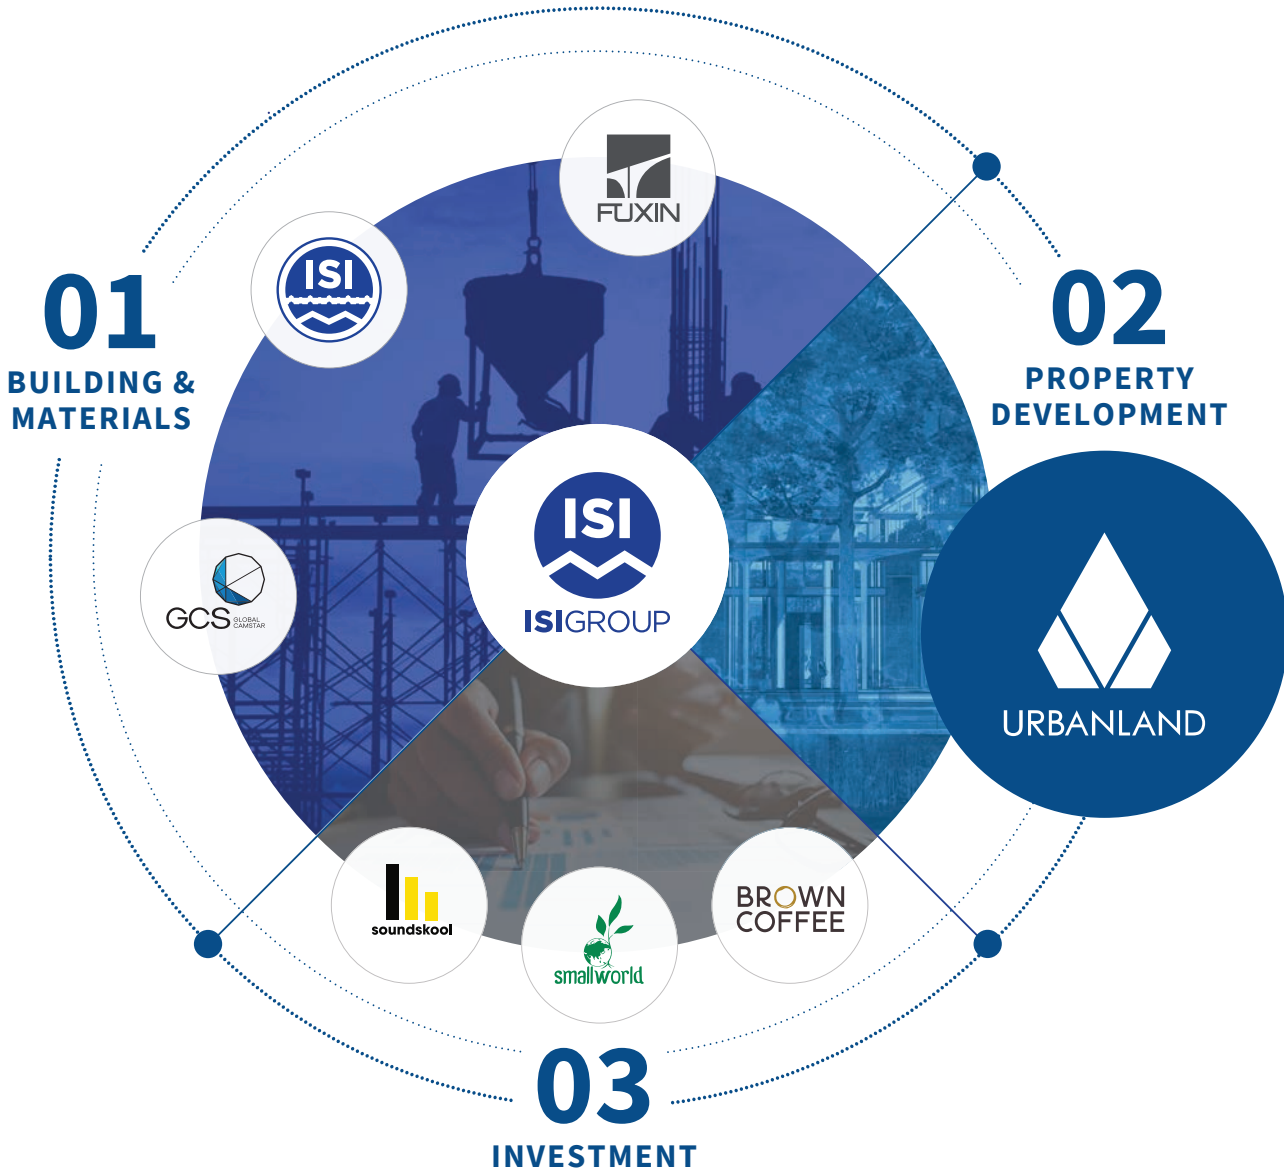 FUXIN
ISI
01
BUILDING &
MATERIALS
02
PROPERTY
DEVELOPMENT
ISI
ISIGROUP
GCS GLOBAL
CAMSTAR
URBANLAND
soundskool
smallworld
BROWN
COFFEE
03
INVESTMENT